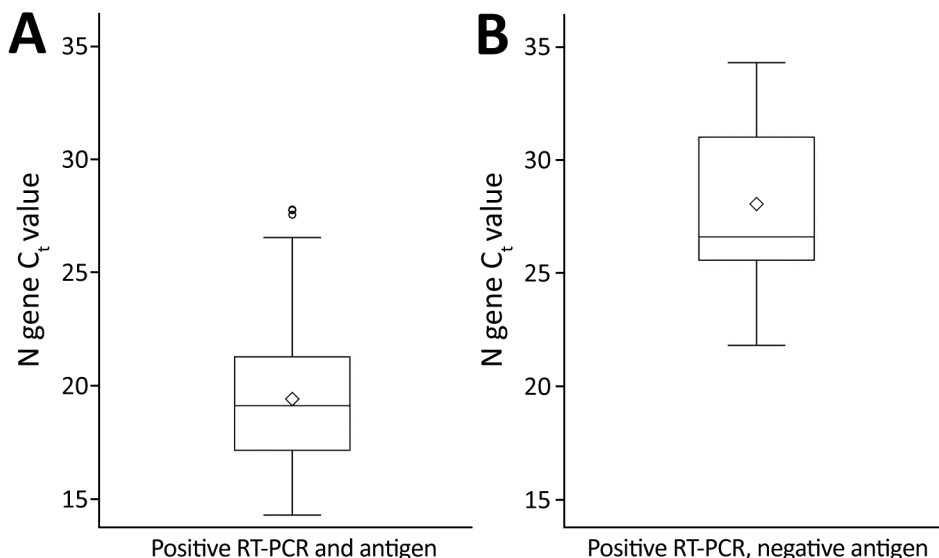 A
N gene Ct value
35
30
25
20
15
Positive RT-PCR and antigen
B
N gene Ct value
35
30
25
20
15
Positive RT-PCR, negative antigen